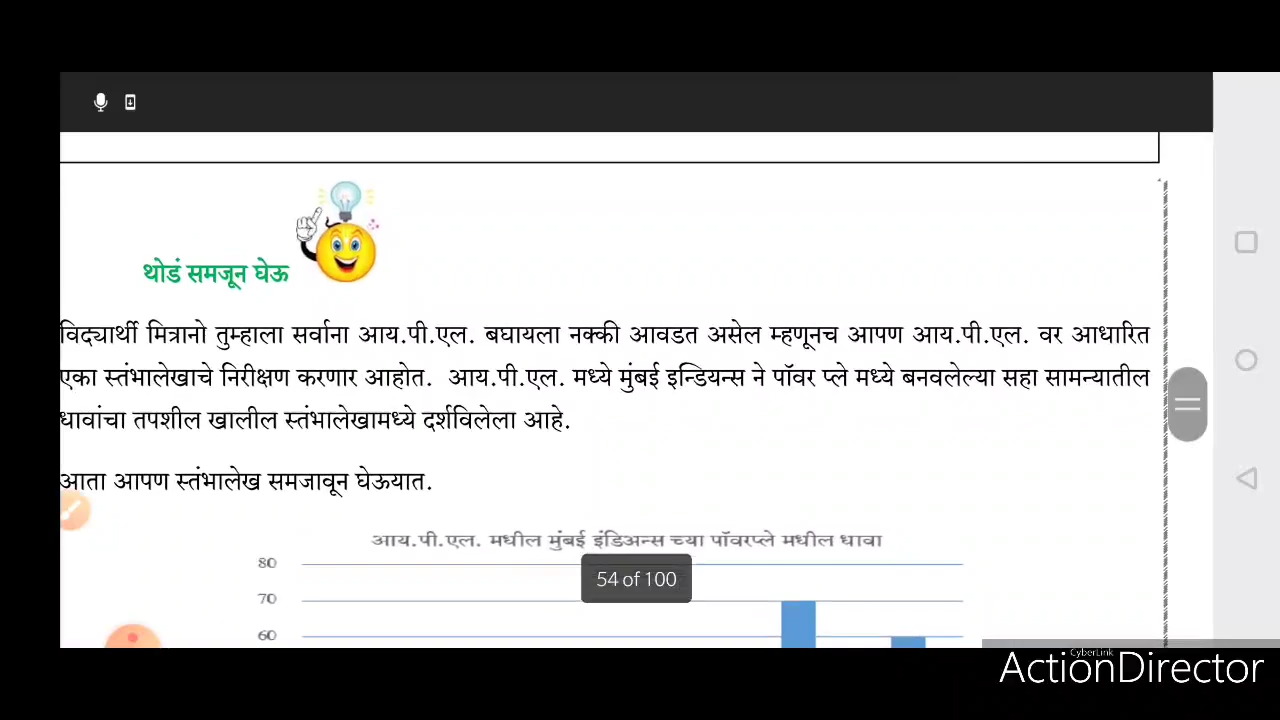 थोडं समजून घेऊ
विद्यार्थी मित्रानो तुम्हाला सर्वाना आय.पी.एल. बघायला नक्की आवडत असेल म्हणूनच आपण आय.पी.एल. वर आधारित
एका स्तंभालेखाचे निरीक्षण करणार आहोत. आय.पी.एल. मध्ये मुंबई इन्डियन्स ने पॉवर प्ले मध्ये बनवलेल्या सहा सामन्यातील
धावांचा तपशील खालील स्तंभालेखामध्ये दर्शविलेला आहे.
आता आपण स्तंभालेख समजावून घेऊयात.
आय.पी.एल. मधील मुंबई इंडिअन्स च्या पॉवरप्ले मधील धावा
80
54 of 100
70
60
CyberLink
ActionDirector